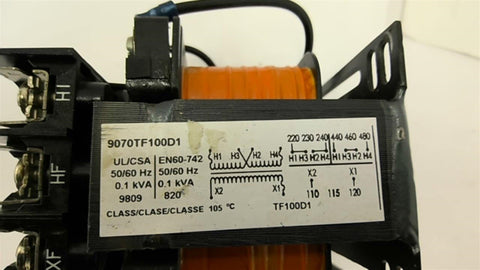 HI
HF
XF
9070TF100D1
UL/CSA EN60-742
50/60 Hz 50/60 Hz
0.1 kVA 0.1 kVA
9809 820
CLASS/CLASE/CLASSE 105 °C
H1 H3 H2 H4
X2 X1
220 230 240 440 460 480
H1 H3 H2 H4 H1 H3 H2 H4
X2 X1
110 115 120
TF100D1